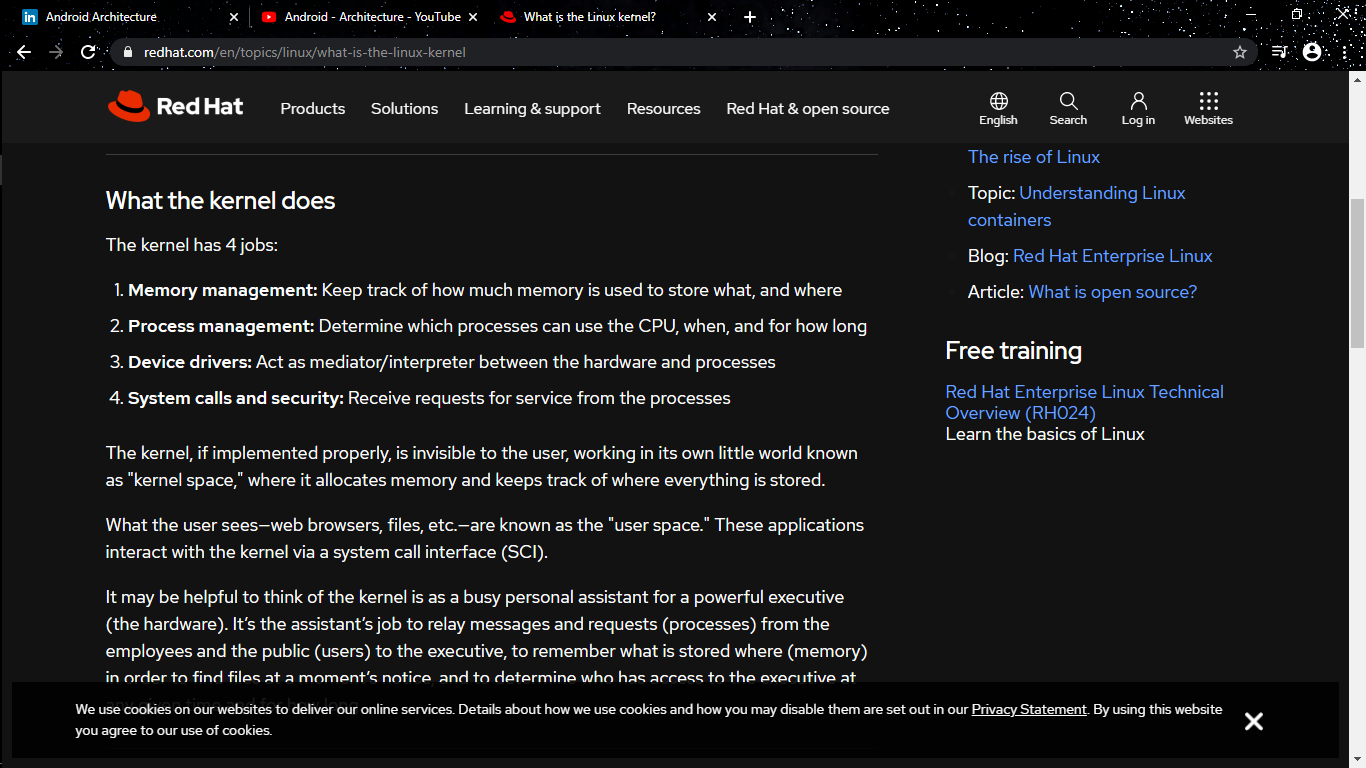 Android Architecture
Android - Architecture - YouTube
What is the Linux kernel?
redhat.com/en/topics/linux/what-is-the-linux-kernel
Red Hat
Products
Solutions
Learning & support
Resources
Red Hat & open source
English
Search
Log in
Websites
What the kernel does
The kernel has 4 jobs:
1. Memory management: Keep track of how much memory is used to store what, and where
2. Process management: Determine which processes can use the CPU, when, and for how long
3. Device drivers: Act as mediator/interpreter between the hardware and processes
4. System calls and security: Receive requests for service from the processes
The kernel, if implemented properly, is invisible to the user, working in its own little world known
as "kernel space," where it allocates memory and keeps track of where everything is stored.
What the user sees—web browsers, files, etc.—are known as the "user space." These applications
interact with the kernel via a system call interface (SCI).
It may be helpful to think of the kernel is as a busy personal assistant for a powerful executive
(the hardware). It's the assistant's job to relay messages and requests (processes) from the
employees and the public (users) to the executive, to remember what is stored where (memory)
in order to find files at a moment's notice, and to determine who has access to the executive at
The rise of Linux
Topic: Understanding Linux
containers
Blog: Red Hat Enterprise Linux
Article: What is open source?
Free training
Red Hat Enterprise Linux Technical
Overview (RH024)
Learn the basics of Linux
We use cookies on our websites to deliver our online services. Details about how we use cookies and how you may disable them are set out in our Privacy Statement. By using this website
you agree to our use of cookies.